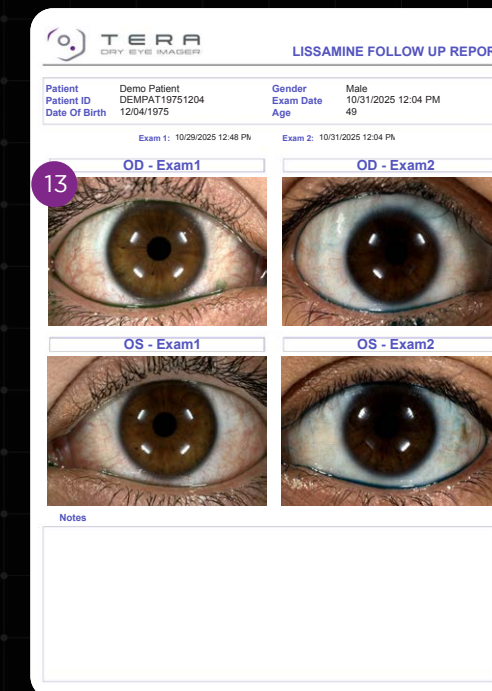 TERA
DRY EYE IMAGER
LISSAMINE FOLLOW UP REPOR
Patient Demo Patient Gender Male
Patient ID DEMPAT19751204 Exam Date 10/31/2025 12:04 PM
Date Of Birth 12/04/1975 Age 49
Exam 1: 10/29/2025 12:48 PM Exam 2: 10/31/2025 12:04 PM
13
OD - Exam1 OD - Exam2
OS - Exam1 OS - Exam2
Notes